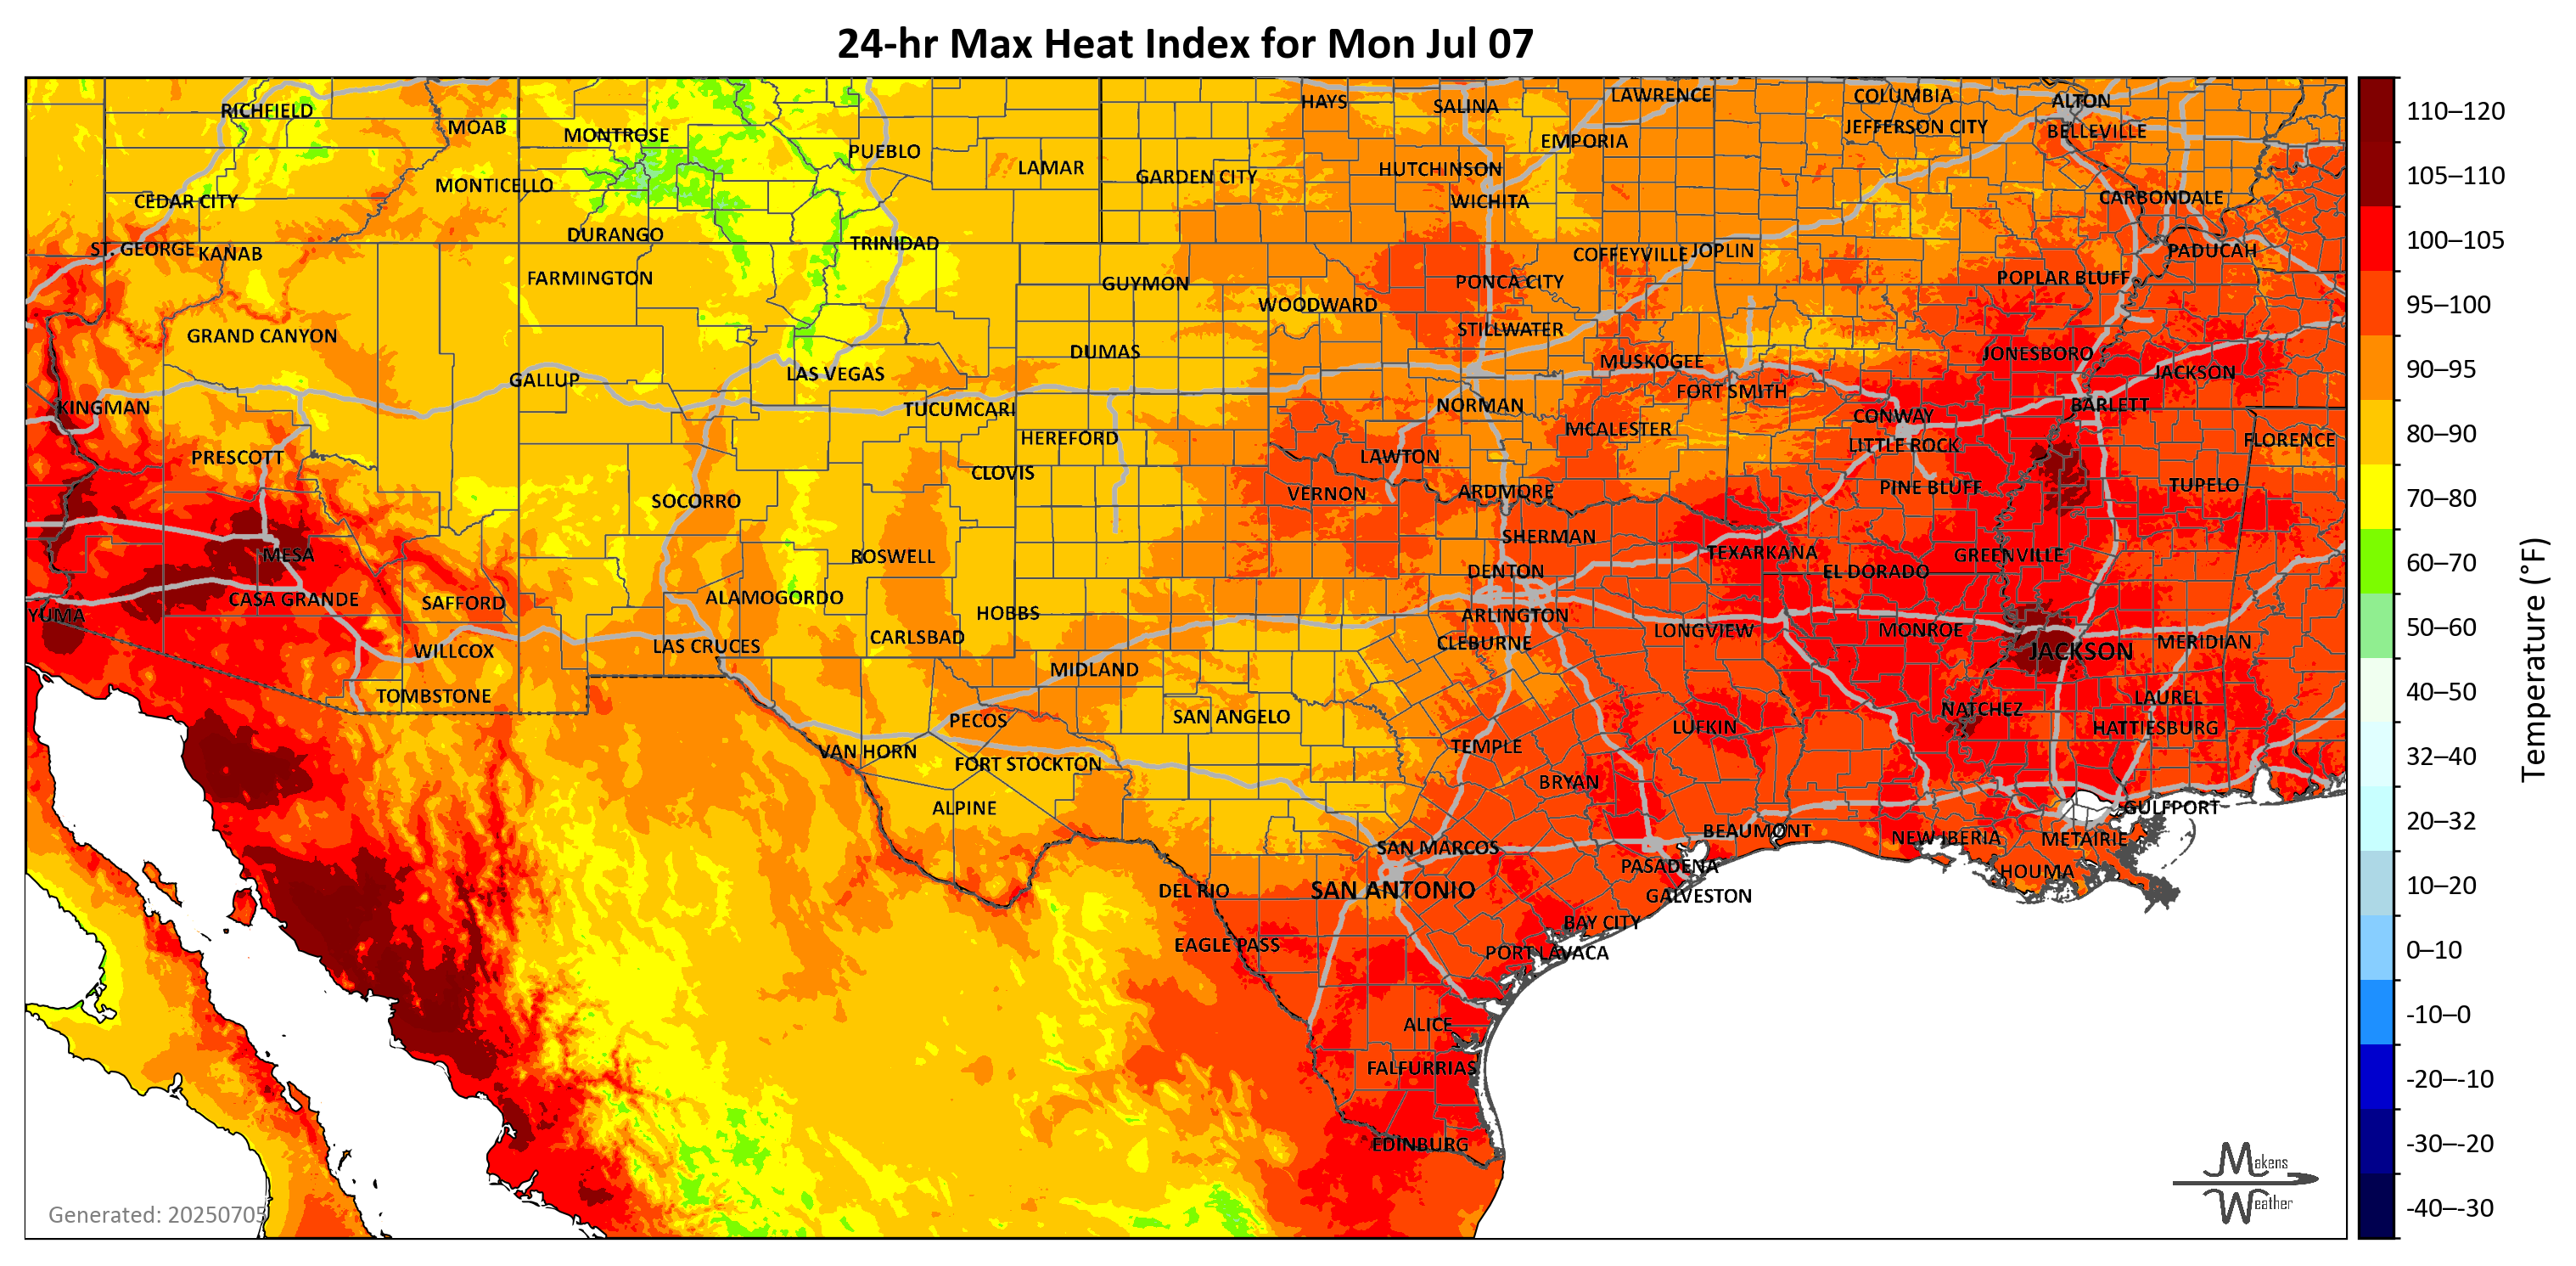 24-hr Max Heat Index for Mon Jul 07
RICHFIELD
MOAB
MONTROSE
PUEBLO
LAMAR
GARDEN CITY
HAYS
SALINA
LAWRENCE
EMPORIA
HUTCHINSON
WICHITA
COLUMBIA
JEFFERSON CITY
ALTON
BELLEVILLE
CARBONDALE
CEDAR CITY
MONTICELLO
DURANGO
TRINIDAD
ST. GEORGE
KANAB
FARMINGTON
GUYMON
WOODWARD
PONCA CITY
COFFEYVILLE
JOPLIN
POPLAR BLUFF
PADUCAH
GRAND CANYON
DUMAS
STILLWATER
MUSKOGEE
JONESBORO
JACKSON
GALLUP
LAS VEGAS
KINGMAN
TUCUMCARI
NORMAN
FORT SMITH
CONWAY
BARLETT
HEREFORD
MCALESTER
LITTLE ROCK
FLORENCE
PRESCOTT
CLOVIS
LAWTON
PINE BLUFF
TUPELO
SOCORRO
VERNON
ARDMORE
SHERMAN
MESA
ROSWELL
TEXARKANA
GREENVILLE
DENTON
EL DORADO
CASA GRANDE
SAFFORD
ALAMOGORDO
HOBBS
ARLINGTON
YUMA
CARLSBAD
LONGVIEW
MONROE
WILLCOX
LAS CRUCES
CLEBURNE
JACKSON
MERIDIAN
MIDLAND
TOMBSTONE
PECOS
SAN ANGELO
NATCHEZ
LAUREL
LUFKIN
HATTIESBURG
VAN HORN
FORT STOCKTON
TEMPLE
BRYAN
ALPINE
GULFPORT
BEAUMONT
NEW IBERIA
METAIRIE
SAN MARCOS
PASADENA
HOUMA
DEL RIO
SAN ANTONIO
GALVESTON
BAY CITY
EAGLE PASS
PORT LAVACA
ALICE
FALFURRIAS
EDINBURG
Generated: 20250705
Makens
Weather
110–120
105–110
100–105
95–100
90–95
80–90
70–80
60–70
50–60
40–50
32–40
20–32
10–20
0–10
-10–0
-20–-10
-30–-20
-40–-30
Temperature (°F)